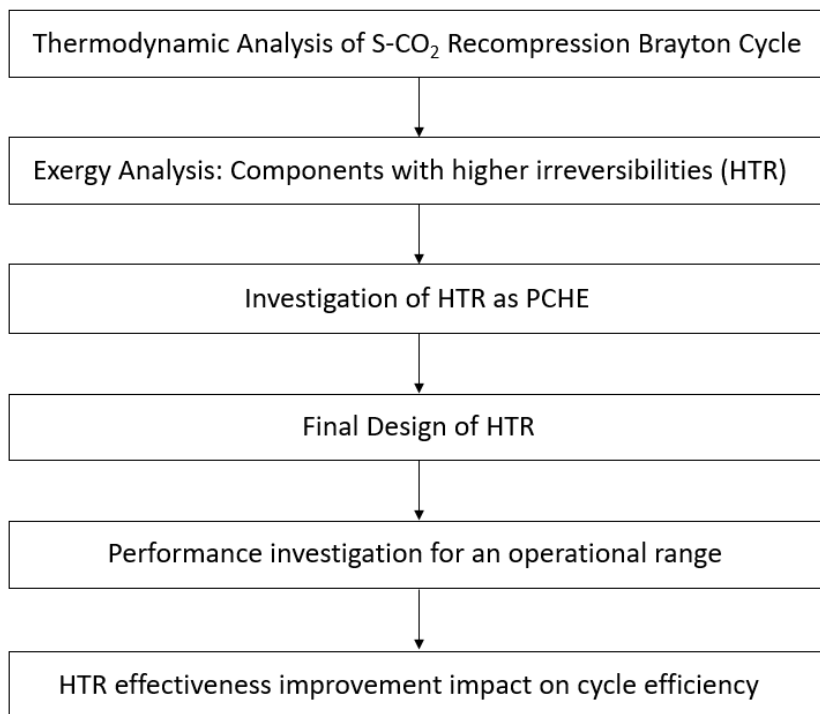 Thermodynamic Analysis of S-CO₂ Recompression Brayton Cycle
Exergy Analysis: Components with higher irreversibilities (HTR)
Investigation of HTR as PCHE
Final Design of HTR
Performance investigation for an operational range
HTR effectiveness improvement impact on cycle efficiency